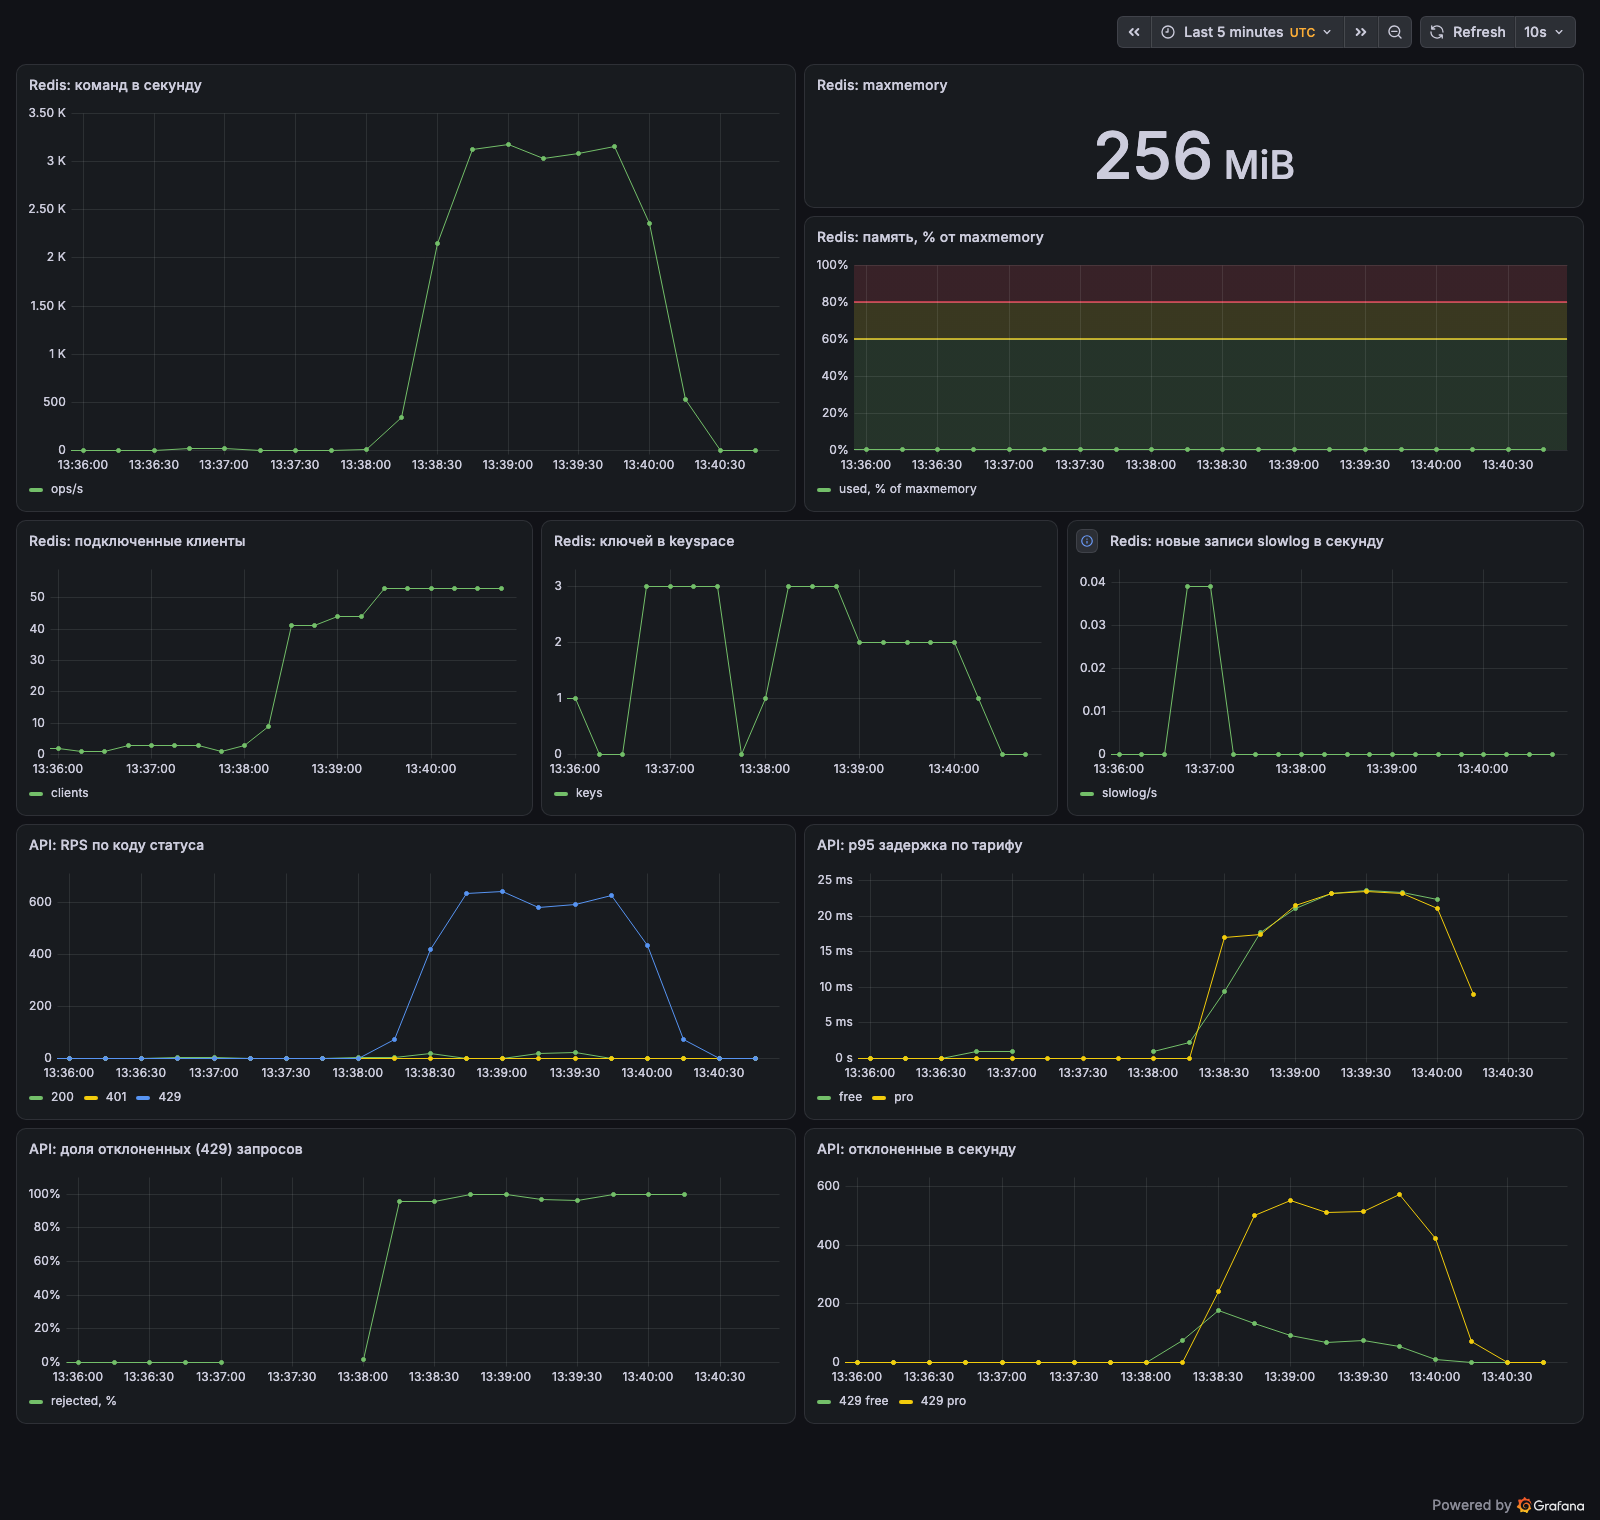 Last 5 minutes UTC
Refresh
10s
Redis: команд в секунду
3.50 K
3 K
2.50 K
2 K
1.50 K
1 K
500
0
13:36:00 13:36:30 13:37:00 13:37:30 13:38:00 13:38:30 13:39:00 13:39:30 13:40:00 13:40:30
ops/s
Redis: maxmemory
256 MiB
Redis: память, % от maxmemory
100%
80%
60%
40%
20%
0%
13:36:00 13:36:30 13:37:00 13:37:30 13:38:00 13:38:30 13:39:00 13:39:30 13:40:00 13:40:30
used, % of maxmemory
Redis: подключенные клиенты
50
40
30
20
10
0
13:36:00 13:37:00 13:38:00 13:39:00 13:40:00
clients
Redis: ключей в keyspace
3
2
1
0
13:36:00 13:37:00 13:38:00 13:39:00 13:40:00
keys
Redis: новые записи slowlog в секунду
0.04
0.03
0.02
0.01
0
13:36:00 13:37:00 13:38:00 13:39:00 13:40:00
slowlog/s
API: RPS по коду статуса
600
400
200
0
13:36:00 13:36:30 13:37:00 13:37:30 13:38:00 13:38:30 13:39:00 13:39:30 13:40:00 13:40:30
200 401 429
API: p95 задержка по тарифу
25 ms
20 ms
15 ms
10 ms
5 ms
0 s
13:36:00 13:36:30 13:37:00 13:37:30 13:38:00 13:38:30 13:39:00 13:39:30 13:40:00 13:40:30
free pro
API: доля отклоненных (429) запросов
100%
80%
60%
40%
20%
0%
13:36:00 13:36:30 13:37:00 13:37:30 13:38:00 13:38:30 13:39:00 13:39:30 13:40:00 13:40:30
rejected, %
API: отклоненные в секунду
600
400
200
0
13:36:00 13:36:30 13:37:00 13:37:30 13:38:00 13:38:30 13:39:00 13:39:30 13:40:00 13:40:30
429 free 429 pro
Powered by Grafana